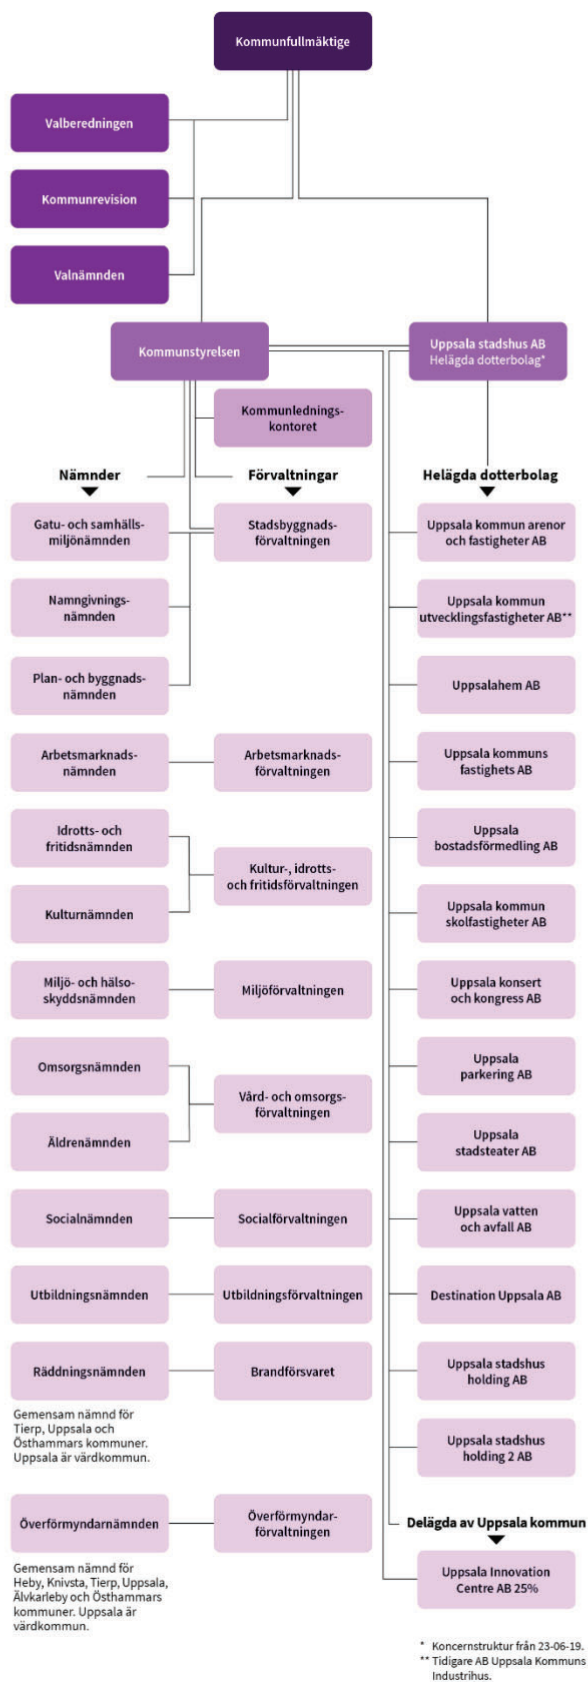 Kommunfullmäktige
Valberedningen
Kommunrevision
Valnämnden
Kommunstyrelsen
Uppsala stadshus AB
Helägda dotterbolag*
Kommunlednings-
kontoret
Nämnder
Förvaltningar
Helägda dotterbolag
Gatu- och samhälls-
miljönämnden
Stadsbyggnads-
förvaltningen
Uppsala kommun arenor
och fastigheter AB
Namngivnings-
nämnden
Uppsala kommun
utvecklingsfastigheter AB**
Plan- och byggnads-
nämnden
Uppsalahem AB
Arbetsmarknads-
nämnden
Arbetsmarknads-
förvaltningen
Uppsala kommuns
fastighets AB
Idrotts- och
fritidsnämnden
Kultur-, idrotts-
och fritidsförvaltningen
Uppsala
bostadsförmedling AB
Kulturnämnden
Uppsala kommun
skolfastigheter AB
Miljö- och hälso-
skyddsnämnden
Miljöförvaltningen
Uppsala konsert
och kongress AB
Omsorgsnämnden
Vård- och omsorgs-
förvaltningen
Uppsala
parkering AB
Äldrenämnden
Uppsala
stadsteater AB
Socialnämnden
Socialförvaltningen
Uppsala vatten
och avfall AB
Utbildningsnämnden
Utbildningsförvaltningen
Destination Uppsala AB
Räddningsnämnden
Brandförsvaret
Uppsala stadshus
holding AB
Gemensam nämnd för
Tierp, Uppsala och
Östhammars kommuner.
Uppsala är värdkommun.
Uppsala stadshus
holding 2 AB
Överförmyndarnämnden
Överförmyndar-
förvaltningen
Delägda av Uppsala kommun
Gemensam nämnd för
Heby, Knivsta, Tierp, Uppsala,
Älvkarleby och Östhammars
kommuner. Uppsala är
värdkommun.
Uppsala Innovation
Centre AB 25%
* Koncernstruktur från 23-06-19.
** Tidigare AB Uppsala Kommuns
Industrihus.